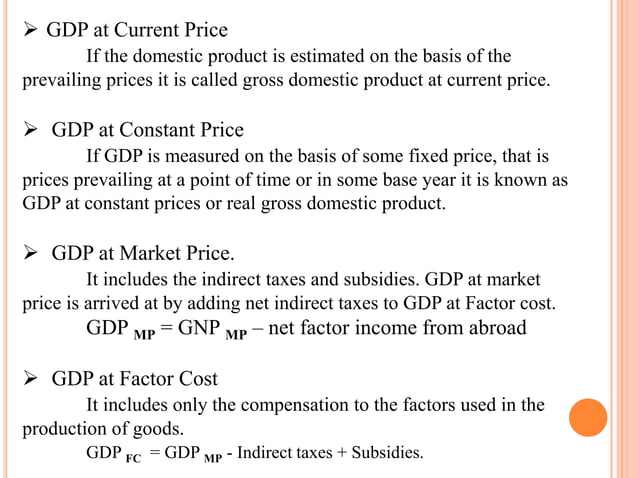 ➢ GDP at Current Price
If the domestic product is estimated on the basis of the
prevailing prices it is called gross domestic product at current price.
➢ GDP at Constant Price
If GDP is measured on the basis of some fixed price, that is
prices prevailing at a point of time or in some base year it is known as
GDP at constant prices or real gross domestic product.
➢ GDP at Market Price.
It includes the indirect taxes and subsidies. GDP at market
price is arrived at by adding net indirect taxes to GDP at Factor cost.
GDP MP = GNP MP – net factor income from abroad
➢ GDP at Factor Cost
It includes only the compensation to the factors used in the
production of goods.
GDP FC = GDP MP - Indirect taxes + Subsidies.